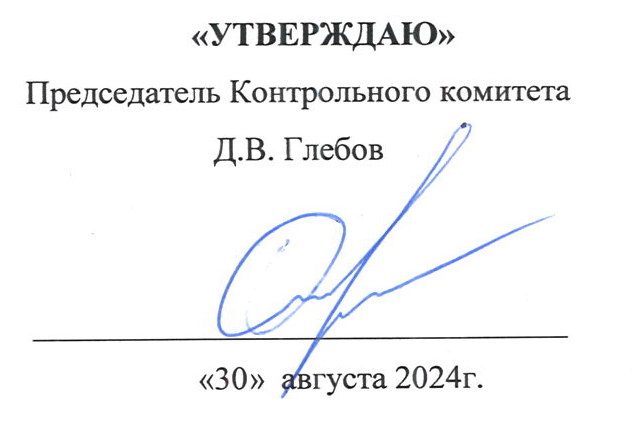 «УТВЕРЖДАЮ»
Председатель Контрольного комитета
Д.В. Глебов
«30» августа 2024г.